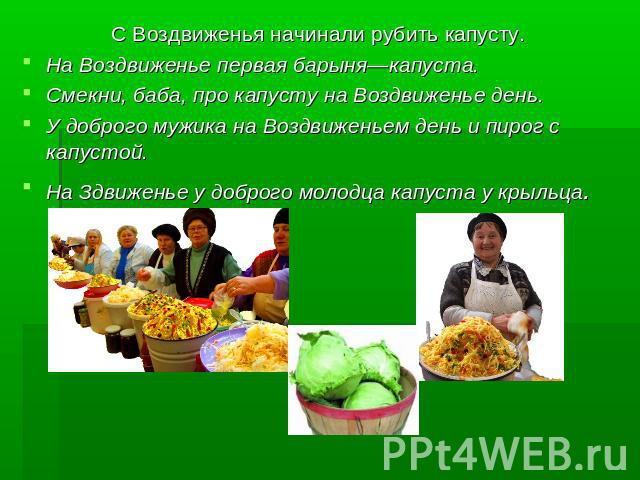 С Воздвиженья начинали рубить капусту.
На Воздвиженье первая барыня—капуста.
Смекни, баба, про капусту на Воздвиженье день.
У доброго мужика на Воздвиженьем день и пирог с
капустой.
На Здвиженье у доброго молодца капуста у крыльца.
PPt4WEB.ru